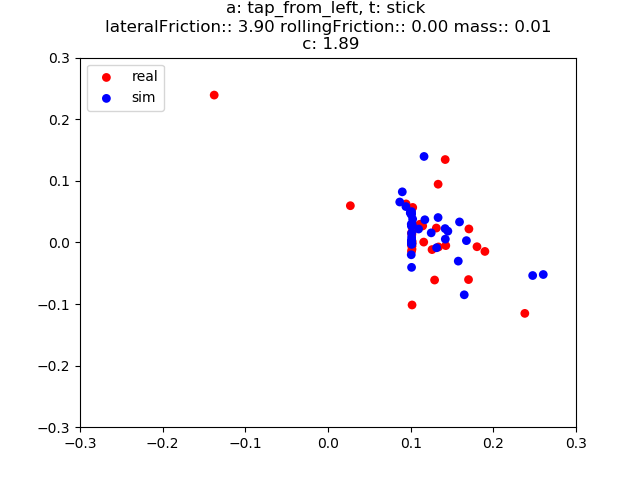 a: tap_from_left, t: stick
lateralFriction:: 3.90 rollingFriction:: 0.00 mass:: 0.01
c: 1.89
real
sim
0.3
0.2
0.1
0.0
−0.1
−0.2
−0.3
−0.3
−0.2
−0.1
0.0
0.1
0.2
0.3